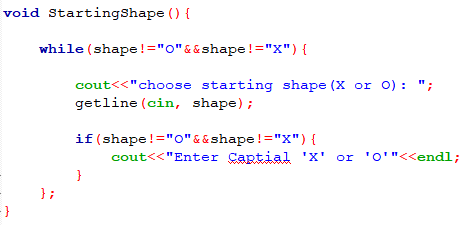 void StartingShape(){
while(shape!="O"&&shape!="X"){
cout<<"choose starting shape(X or O): ";
getline(cin, shape);
if(shape!="O"&&shape!="X"){
cout<<"Enter Captial 'X' or 'O'"<<endl;
}
};
}